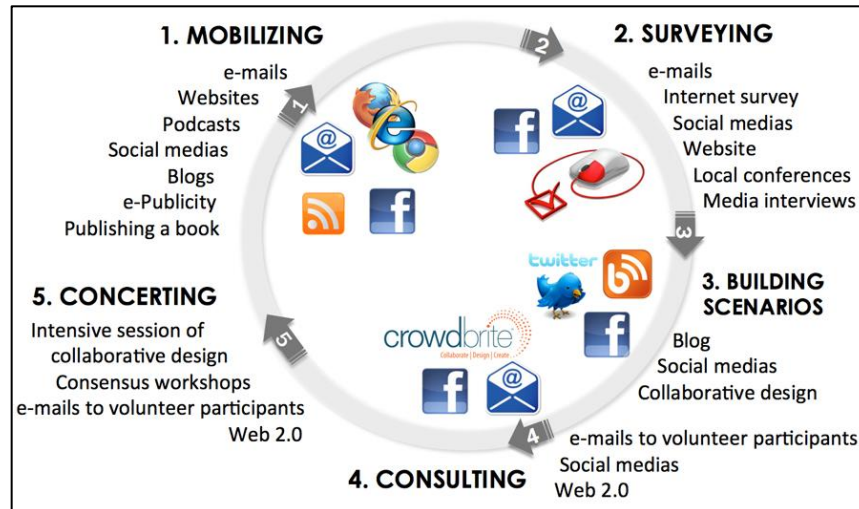 1. MOBILIZING
e-mails
Websites
Podcasts
Social medias
Blogs
e-Publicity
Publishing a book
1
2
2. SURVEYING
e-mails
Internet survey
Social medias
Website
Local conferences
Media interviews
3
3. BUILDING
SCENARIOS
Blog
Social medias
Collaborative design
twitter
crowdbrite
Collaborate | Design | Create
4
4. CONSULTING
e-mails to volunteer participants
Social medias
Web 2.0
5
5. CONCERTING
Intensive session of
collaborative design
Consensus workshops
e-mails to volunteer participants
Web 2.0